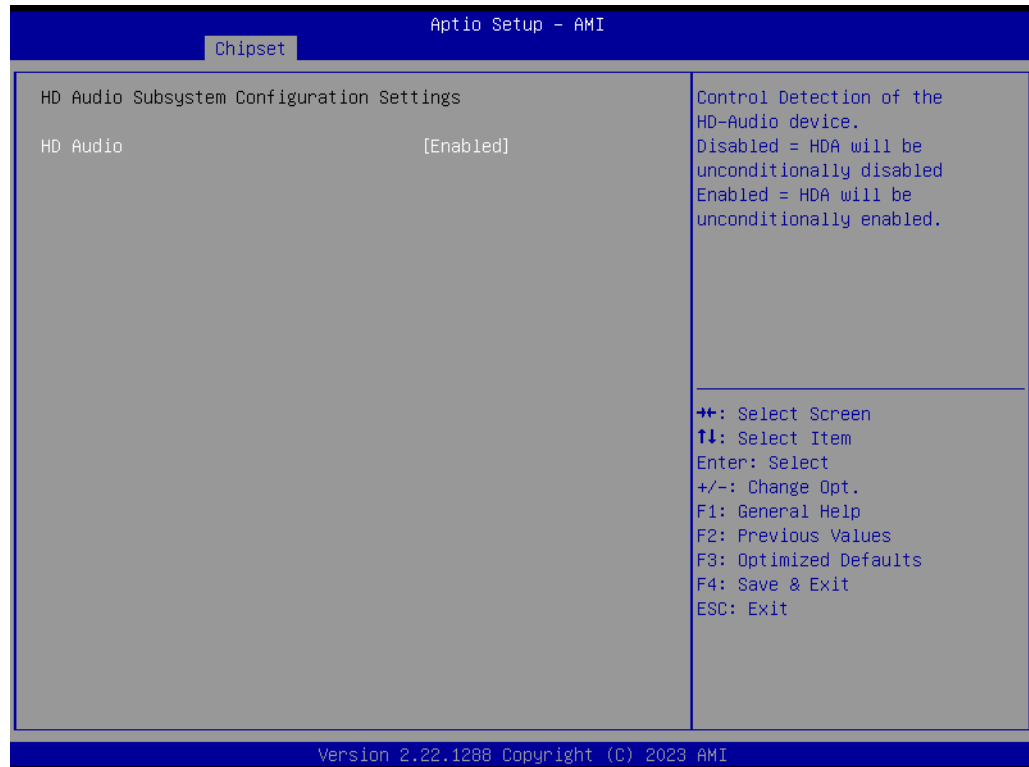 Aptio Setup – AMI
Chipset
HD Audio Subsystem Configuration Settings
HD Audio [Enabled]
Control Detection of the
HD-Audio device.
Disabled = HDA will be
unconditionally disabled
Enabled = HDA will be
unconditionally enabled.
→←: Select Screen
↑↓: Select Item
Enter: Select
+/-: Change Opt.
F1: General Help
F2: Previous Values
F3: Optimized Defaults
F4: Save & Exit
ESC: Exit
Version 2.22.1288 Copyright (C) 2023 AMI